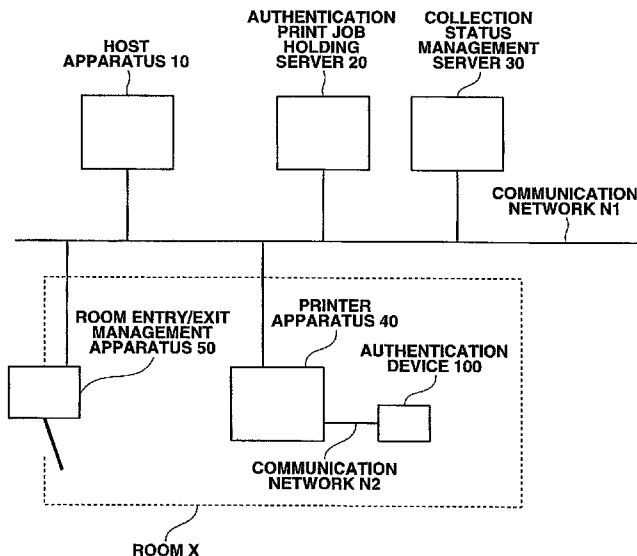 HOST
APPARATUS 10
AUTHENTICATION
PRINT JOB
HOLDING
SERVER 20
COLLECTION
STATUS
MANAGEMENT
SERVER 30
COMMUNICATION
NETWORK N1
ROOM ENTRY/EXIT
MANAGEMENT
APPARATUS 50
PRINTER
APPARATUS 40
AUTHENTICATION
DEVICE 100
COMMUNICATION
NETWORK N2
ROOM X